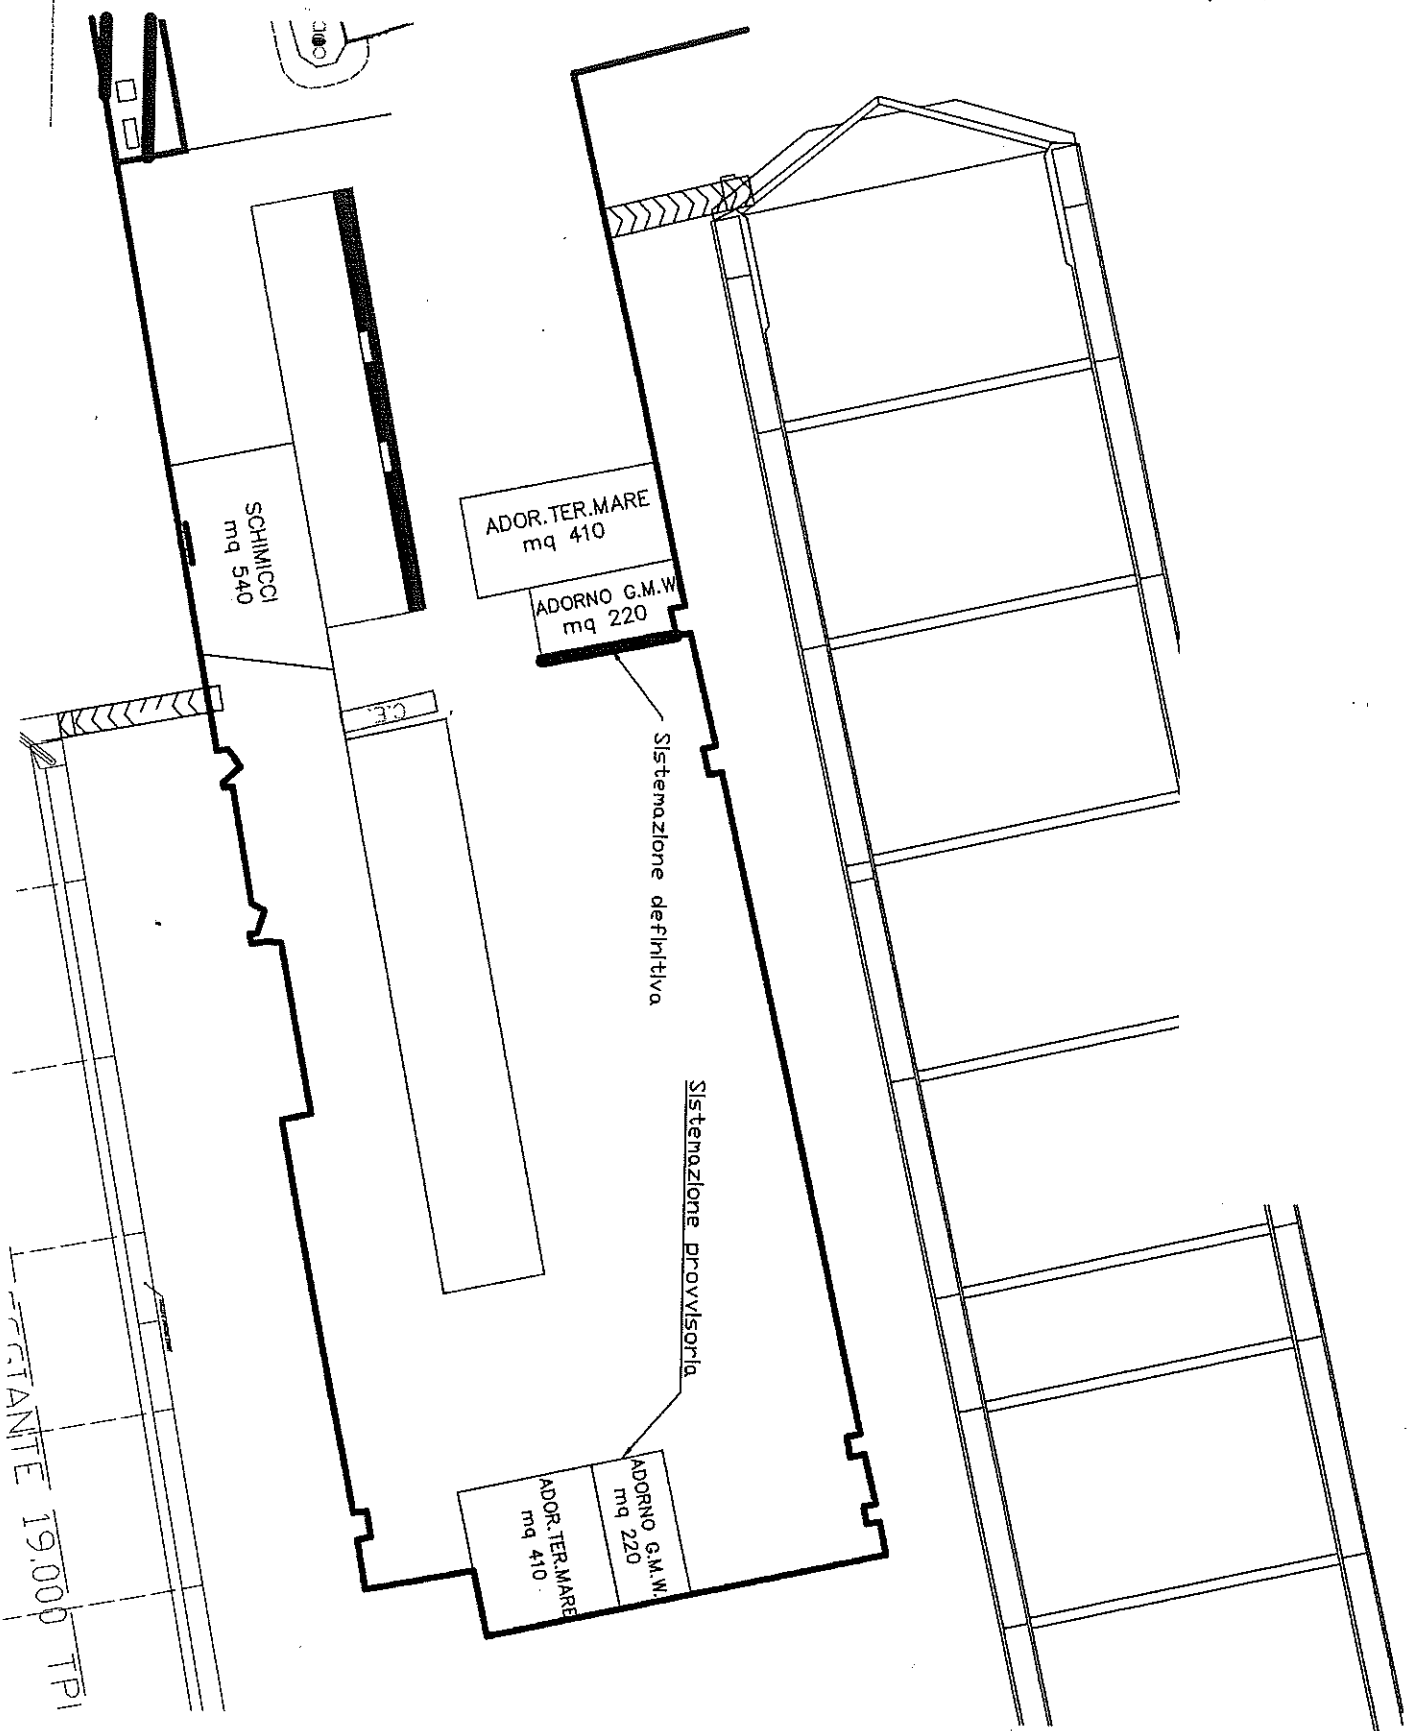 ADOR.TER.MARE
mq 410
ADORNO G.M.W
mq 220
SCHIMICCI
mq 540
C.E.
Sistemazione definitiva
Sistemazione provvisoria
ADORNO G.M.W.
mq 220
ADOR.TER.MARE
mq 410
19.000 TPL